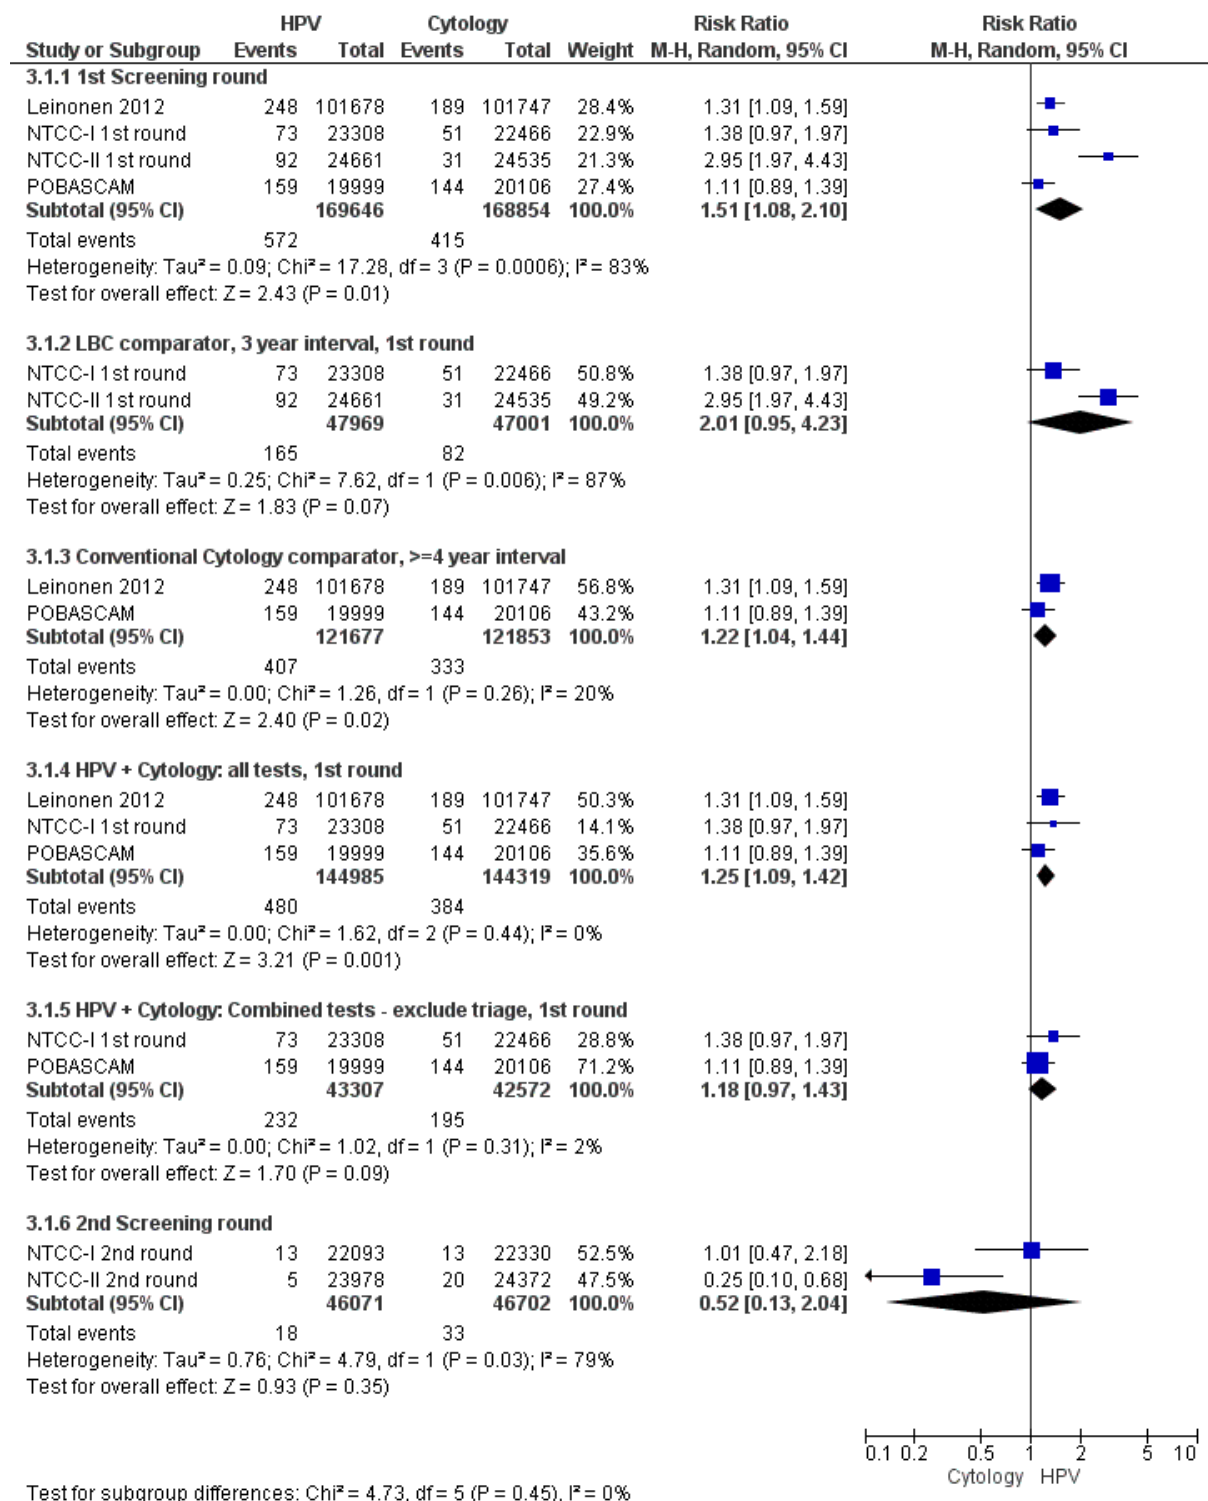 HPV Cytology Risk Ratio Risk Ratio
Study or Subgroup Events Total Events Total Weight M-H, Random, 95% CI M-H, Random, 95% CI
3.1.1 1st Screening round
Leinonen 2012 248 101678 189 101747 28.4% 1.31 [1.09, 1.59]
NTCC-I 1st round 73 23308 51 22466 22.9% 1.38 [0.97, 1.97]
NTCC-II 1st round 92 24661 31 24535 21.3% 2.95 [1.97, 4.43]
POBASCAM 159 19999 144 20106 27.4% 1.11 [0.89, 1.39]
Subtotal (95% CI) 169646 168854 100.0% 1.51 [1.08, 2.10]
Total events 572 415
Heterogeneity: Tau² = 0.09; Chi² = 17.28, df = 3 (P = 0.0006); I² = 83%
Test for overall effect: Z = 2.43 (P = 0.01)
3.1.2 LBC comparator, 3 year interval, 1st round
NTCC-I 1st round 73 23308 51 22466 50.8% 1.38 [0.97, 1.97]
NTCC-II 1st round 92 24661 31 24535 49.2% 2.95 [1.97, 4.43]
Subtotal (95% CI) 47969 47001 100.0% 2.01 [0.95, 4.23]
Total events 165 82
Heterogeneity: Tau² = 0.25; Chi² = 7.62, df = 1 (P = 0.006); I² = 87%
Test for overall effect: Z = 1.83 (P = 0.07)
3.1.3 Conventional Cytology comparator, >=4 year interval
Leinonen 2012 248 101678 189 101747 56.8% 1.31 [1.09, 1.59]
POBASCAM 159 19999 144 20106 43.2% 1.11 [0.89, 1.39]
Subtotal (95% CI) 121677 121853 100.0% 1.22 [1.04, 1.44]
Total events 407 333
Heterogeneity: Tau² = 0.00; Chi² = 1.26, df = 1 (P = 0.26); I² = 20%
Test for overall effect: Z = 2.40 (P = 0.02)
3.1.4 HPV + Cytology: all tests, 1st round
Leinonen 2012 248 101678 189 101747 50.3% 1.31 [1.09, 1.59]
NTCC-I 1st round 73 23308 51 22466 14.1% 1.38 [0.97, 1.97]
POBASCAM 159 19999 144 20106 35.6% 1.11 [0.89, 1.39]
Subtotal (95% CI) 144985 144319 100.0% 1.25 [1.09, 1.42]
Total events 480 384
Heterogeneity: Tau² = 0.00; Chi² = 1.62, df = 2 (P = 0.44); I² = 0%
Test for overall effect: Z = 3.21 (P = 0.001)
3.1.5 HPV + Cytology: Combined tests - exclude triage, 1st round
NTCC-I 1st round 73 23308 51 22466 28.8% 1.38 [0.97, 1.97]
POBASCAM 159 19999 144 20106 71.2% 1.11 [0.89, 1.39]
Subtotal (95% CI) 43307 42572 100.0% 1.18 [0.97, 1.43]
Total events 232 195
Heterogeneity: Tau² = 0.00; Chi² = 1.02, df = 1 (P = 0.31); I² = 2%
Test for overall effect: Z = 1.70 (P = 0.09)
3.1.6 2nd Screening round
NTCC-I 2nd round 13 22093 13 22330 52.5% 1.01 [0.47, 2.18]
NTCC-II 2nd round 5 23978 20 24372 47.5% 0.25 [0.10, 0.68]
Subtotal (95% CI) 46071 46702 100.0% 0.52 [0.13, 2.04]
Total events 18 33
Heterogeneity: Tau² = 0.76; Chi² = 4.79, df = 1 (P = 0.03); I² = 79%
Test for overall effect: Z = 0.93 (P = 0.35)
0.1 0.2 0.5 1 2 5 10
Cytology HPV
Test for subgroup differences: Chi² = 4.73, df = 5 (P = 0.45), I² = 0%